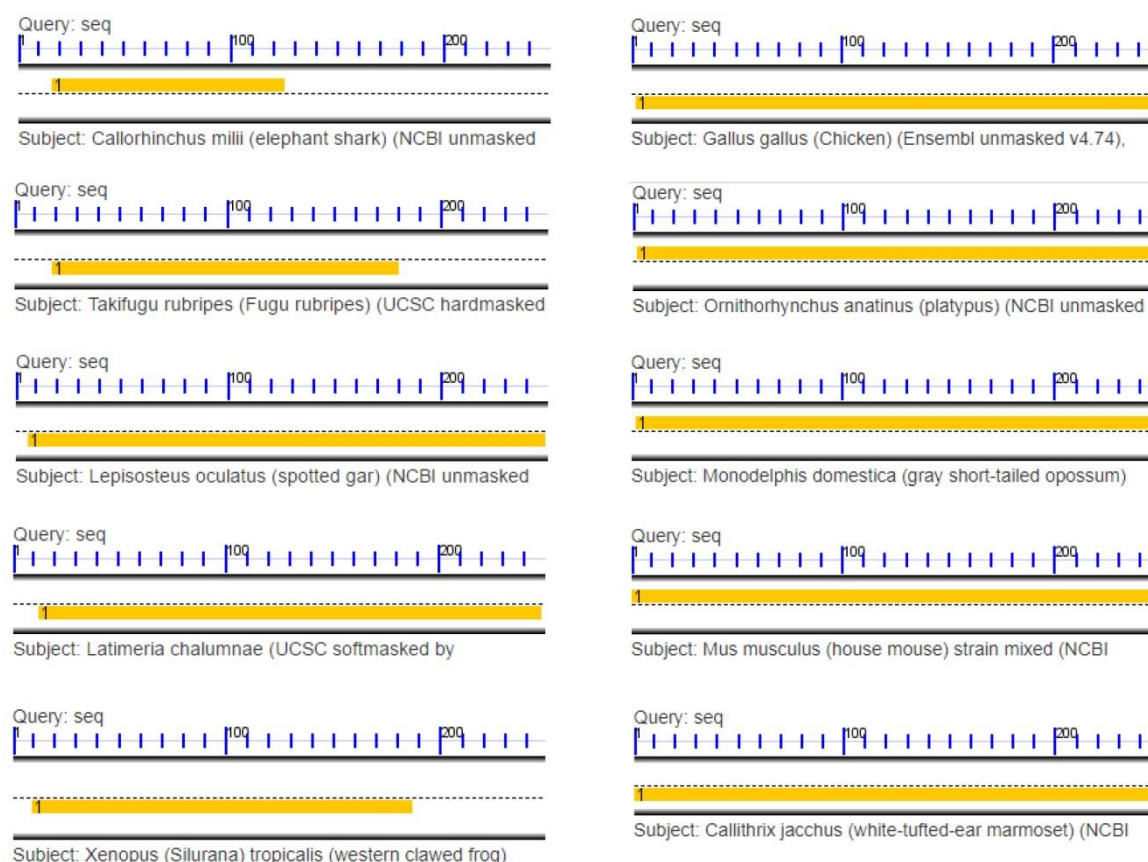 Query: seq
1 100 200
1
Subject: Callorhinchus milii (elephant shark) (NCBI unmasked
Query: seq
1 100 200
1
Subject: Takifugu rubripes (Fugu rubripes) (UCSC hardmasked
Query: seq
1 100 200
1
Subject: Lepisosteus oculatus (spotted gar) (NCBI unmasked
Query: seq
1 100 200
1
Subject: Latimeria chalumnae (UCSC softmasked by
Query: seq
1 100 200
1
Subject: Xenopus (Silurana) tropicalis (western clawed frog)
Query: seq
1 100 200
1
Subject: Gallus gallus (Chicken) (Ensembl unmasked v4.74),
Query: seq
1 100 200
1
Subject: Ornithorhynchus anatinus (platypus) (NCBI unmasked
Query: seq
1 100 200
1
Subject: Monodelphis domestica (gray short-tailed opossum)
Query: seq
1 100 200
1
Subject: Mus musculus (house mouse) strain mixed (NCBI
Query: seq
1 100 200
1
Subject: Callithrix jacchus (white-tufted-ear marmoset) (NCBI